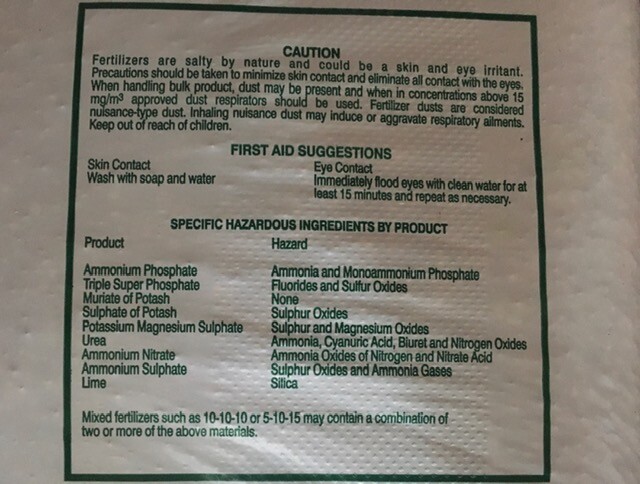 CAUTION
Fertilizers are salty by nature and could be a skin and eye irritant.
Precautions should be taken to minimize skin contact and eliminate all contact with the eyes.
When handling bulk product, dust may be present and when in concentrations above 15
mg/m³ approved dust respirators should be used. Fertilizer dusts are considered
nuisance-type dust. Inhaling nuisance dust may induce or aggravate respiratory ailments.
Keep out of reach of children.
FIRST AID SUGGESTIONS
Skin Contact Eye Contact
Wash with soap and water Immediately flood eyes with clean water for at
least 15 minutes and repeat as necessary.
SPECIFIC HAZARDOUS INGREDIENTS BY PRODUCT
Product Hazard
Ammonium Phosphate Ammonia and Monoammonium Phosphate
Triple Super Phosphate Fluorides and Sulfur Oxides
Muriate of Potash None
Sulphate of Potash Sulphur Oxides
Potassium Magnesium Sulphate Sulphur and Magnesium Oxides
Urea Ammonia, Cyanuric Acid, Biuret and Nitrogen Oxides
Ammonium Nitrate Ammonia Oxides of Nitrogen and Nitrate Acid
Ammonium Sulphate Sulphur Oxides and Ammonia Gases
Lime Silica
Mixed fertilizers such as 10-10-10 or 5-10-15 may contain a combination of
two or more of the above materials.